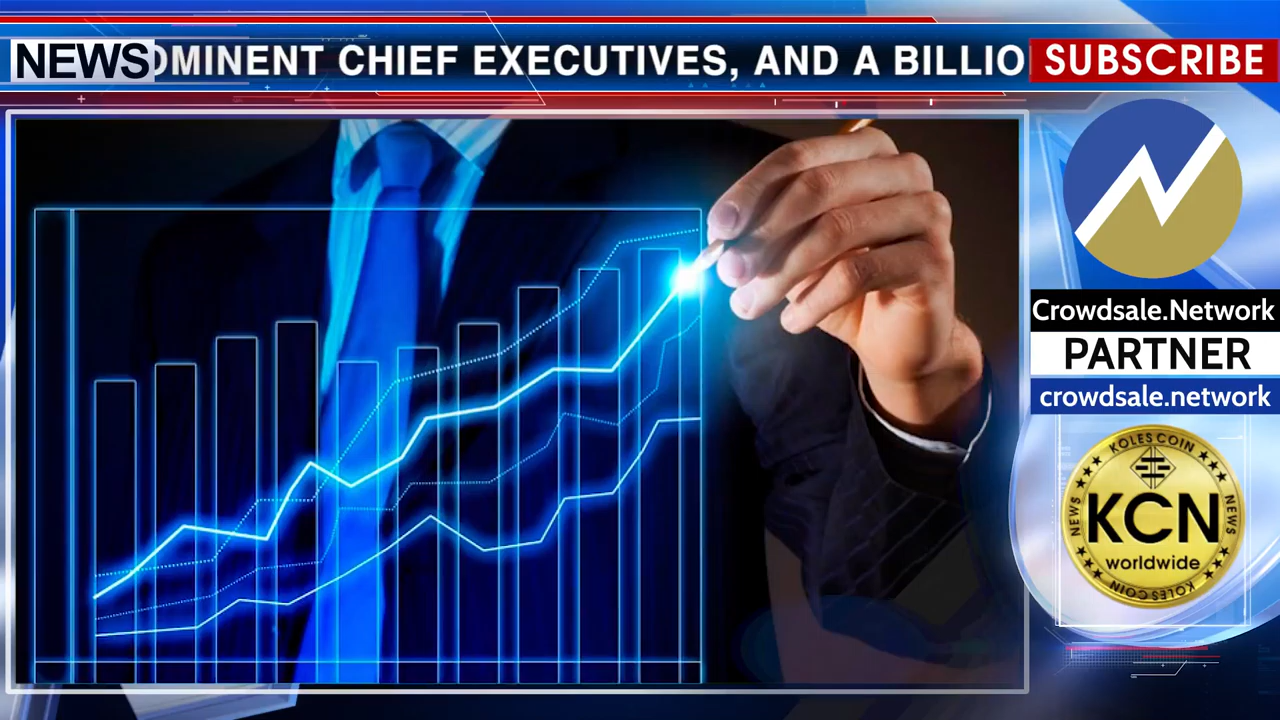 NEWS
OMINENT CHIEF EXECUTIVES, AND A BILLIO
SUBSCRIBE
Crowdsale.Network
PARTNER
crowdsale.network
KOLES COIN
NEWS
KCN
NEWS
worldwide
KOLES COIN